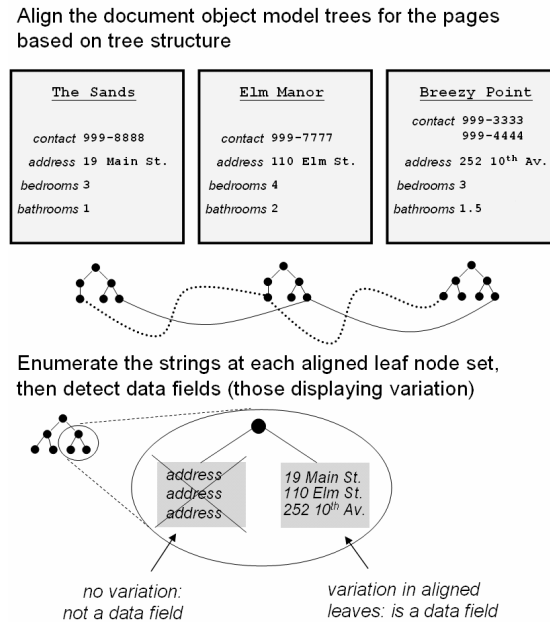 Align the document object model trees for the pages
based on tree structure
The Sands
contact 999-8888
address 19 Main St.
bedrooms 3
bathrooms 1
Elm Manor
contact 999-7777
address 110 Elm St.
bedrooms 4
bathrooms 2
Breezy Point
contact 999-3333
999-4444
address 252 10th Av.
bedrooms 3
bathrooms 1.5
Enumerate the strings at each aligned leaf node set,
then detect data fields (those displaying variation)
address
address
address
19 Main St.
110 Elm St.
252 10th Av.
no variation:
not a data field
variation in aligned
leaves: is a data field